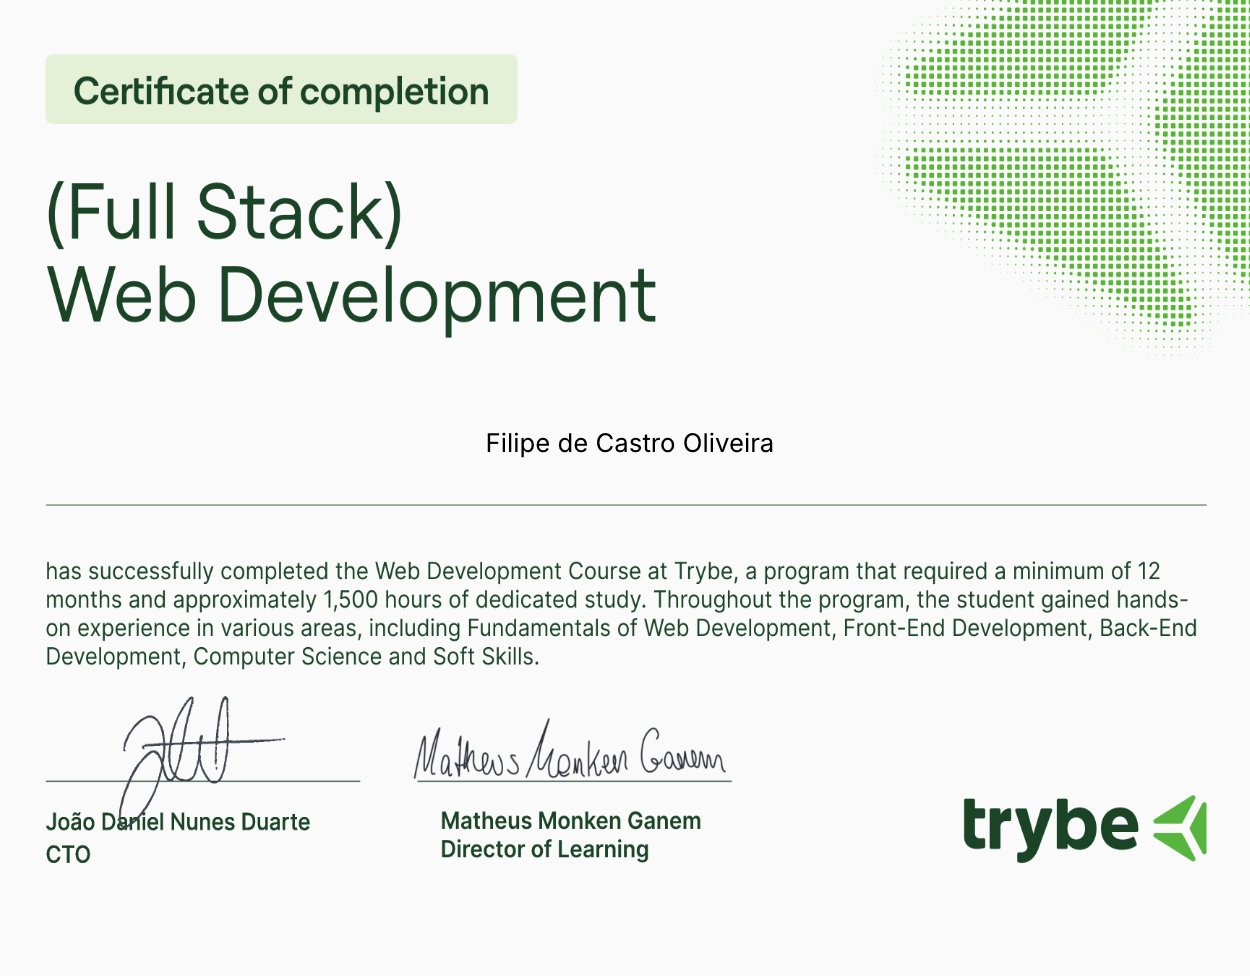 Certificate of completion
(Full Stack)
Web Development
Filipe de Castro Oliveira
has successfully completed the Web Development Course at Trybe, a program that required a minimum of 12
months and approximately 1,500 hours of dedicated study. Throughout the program, the student gained hands-
on experience in various areas, including Fundamentals of Web Development, Front-End Development, Back-End
Development, Computer Science and Soft Skills.
Matheus Monken Ganem
João Daniel Nunes Duarte
CTO
Matheus Monken Ganem
Director of Learning
trybe